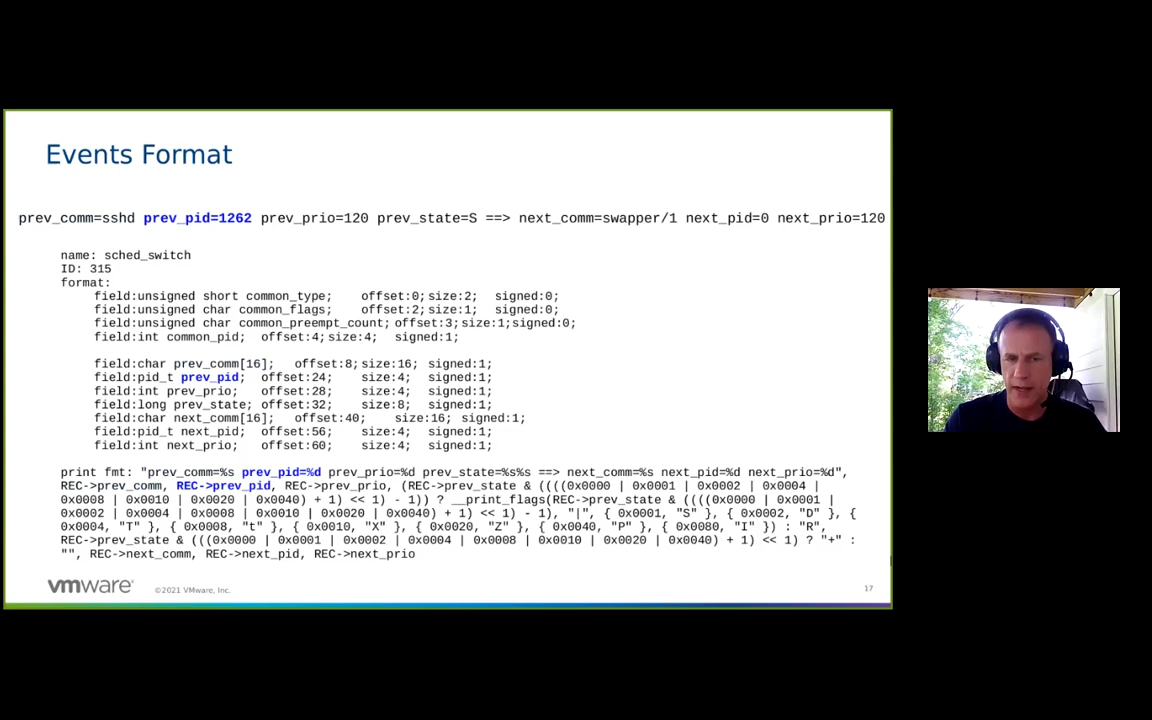 Events Format
prev_comm=sshd prev_pid=1262 prev_prio=120 prev_state=S ==> next_comm=swapper/1 next_pid=0 next_prio=120
name: sched_switch
ID: 315
format:
field:unsigned short common_type; offset:0; size:2; signed:0;
field:unsigned char common_flags; offset:2; size:1; signed:0;
field:unsigned char common_preempt_count; offset:3; size:1; signed:0;
field:int common_pid; offset:4; size:4; signed:1;
field:char prev_comm[16]; offset:8; size:16; signed:1;
field:pid_t prev_pid; offset:24; size:4; signed:1;
field:int prev_prio; offset:28; size:4; signed:1;
field:long prev_state; offset:32; size:8; signed:1;
field:char next_comm[16]; offset:40; size:16; signed:1;
field:pid_t next_pid; offset:56; size:4; signed:1;
field:int next_prio; offset:60; size:4; signed:1;
print fmt: "prev_comm=%s prev_pid=%d prev_prio=%d prev_state=%s%s ==> next_comm=%s next_pid=%d next_prio=%d",
REC->prev_comm, REC->prev_pid, REC->prev_prio, (REC->prev_state & ((((0x0000 | 0x0001 | 0x0002 | 0x0004 |
0x0008 | 0x0010 | 0x0020 | 0x0040) + 1) << 1) - 1)) ? __print_flags(REC->prev_state & ((((0x0000 | 0x0001 |
0x0002 | 0x0004 | 0x0008 | 0x0010 | 0x0020 | 0x0040) + 1) << 1) - 1), "|", { 0x0001, "S" }, { 0x0002, "D" }, {
0x0004, "T" }, { 0x0008, "t" }, { 0x0010, "X" }, { 0x0020, "Z" }, { 0x0040, "P" }, { 0x0080, "I" }) : "R",
REC->prev_state & (((0x0000 | 0x0001 | 0x0002 | 0x0004 | 0x0008 | 0x0010 | 0x0020 | 0x0040) + 1) << 1) ? "+" :
"", REC->next_comm, REC->next_pid, REC->next_prio
vmware® ©2021 VMware, Inc. 17